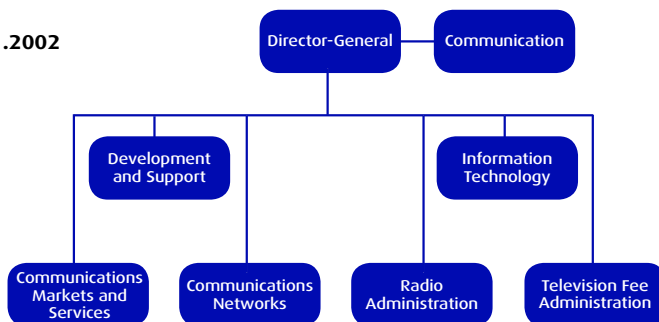 .2002
Director-General
Communication
Development
and Support
Information
Technology
Communications
Markets and
Services
Communications
Networks
Radio
Administration
Television Fee
Administration